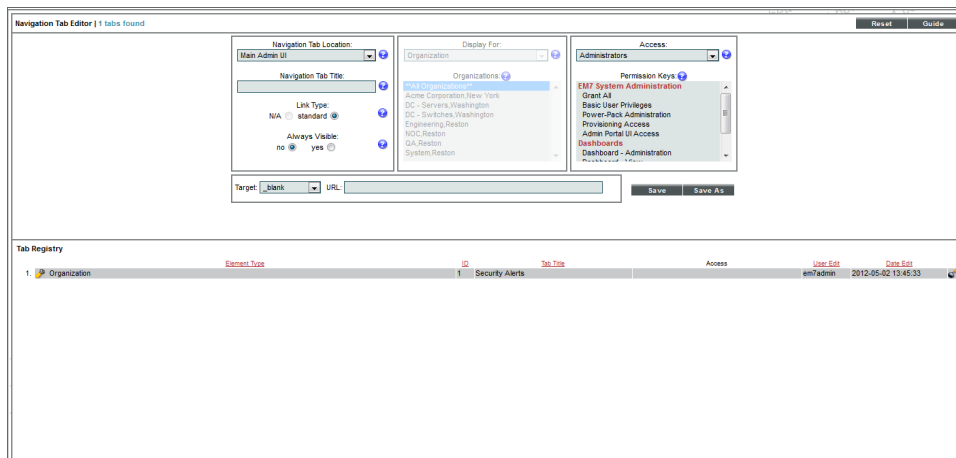 Navigation Tab Editor | 1 tabs found
Reset
Guide
Navigation Tab Location:
Main Admin UI
Navigation Tab Title:
Link Type:
N/A standard
Always Visible:
no yes
Display For:
Organization
Organizations:
**All Organizations**
Acme Corporation,New York
DC - Servers,Washington
DC - Switches,Washington
Engineering,Reston
NOC,Reston
QA,Reston
System,Reston
Access:
Administrators
Permission Keys:
EM7 System Administration
Grant All
Basic User Privileges
Power-Pack Administration
Provisioning Access
Admin Portal UI Access
Dashboards
Dashboard - Administration
Dashboard - View
Target: _blank URL:
Save
Save As
Tab Registry
Element Type ID Tab Title Access User Edit Date Edit
1. Organization 1 Security Alerts em7admin 2012-05-02 13:45:33